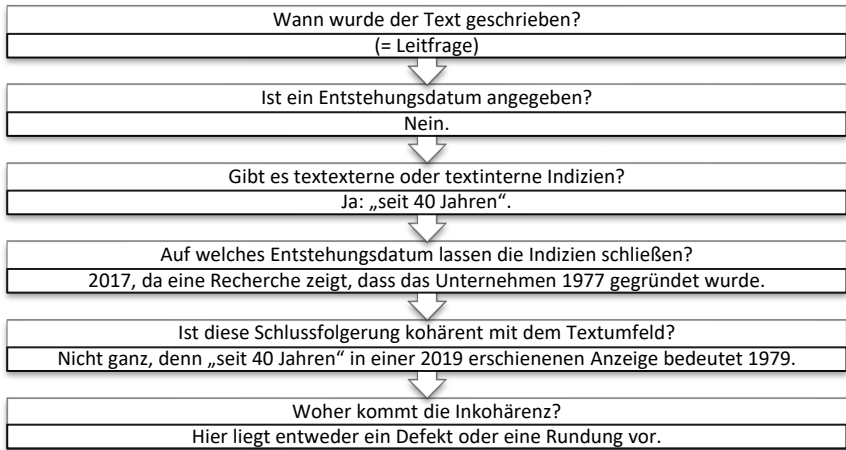 Wann wurde der Text geschrieben?
(= Leitfrage)
Ist ein Entstehungsdatum angegeben?
Nein.
Gibt es textexterne oder textinterne Indizien?
Ja: „seit 40 Jahren“.
Auf welches Entstehungsdatum lassen die Indizien schließen?
2017, da eine Recherche zeigt, dass das Unternehmen 1977 gegründet wurde.
Ist diese Schlussfolgerung kohärent mit dem Textumfeld?
Nicht ganz, denn „seit 40 Jahren“ in einer 2019 erschienenen Anzeige bedeutet 1979.
Woher kommt die Inkohärenz?
Hier liegt entweder ein Defekt oder eine Rundung vor.